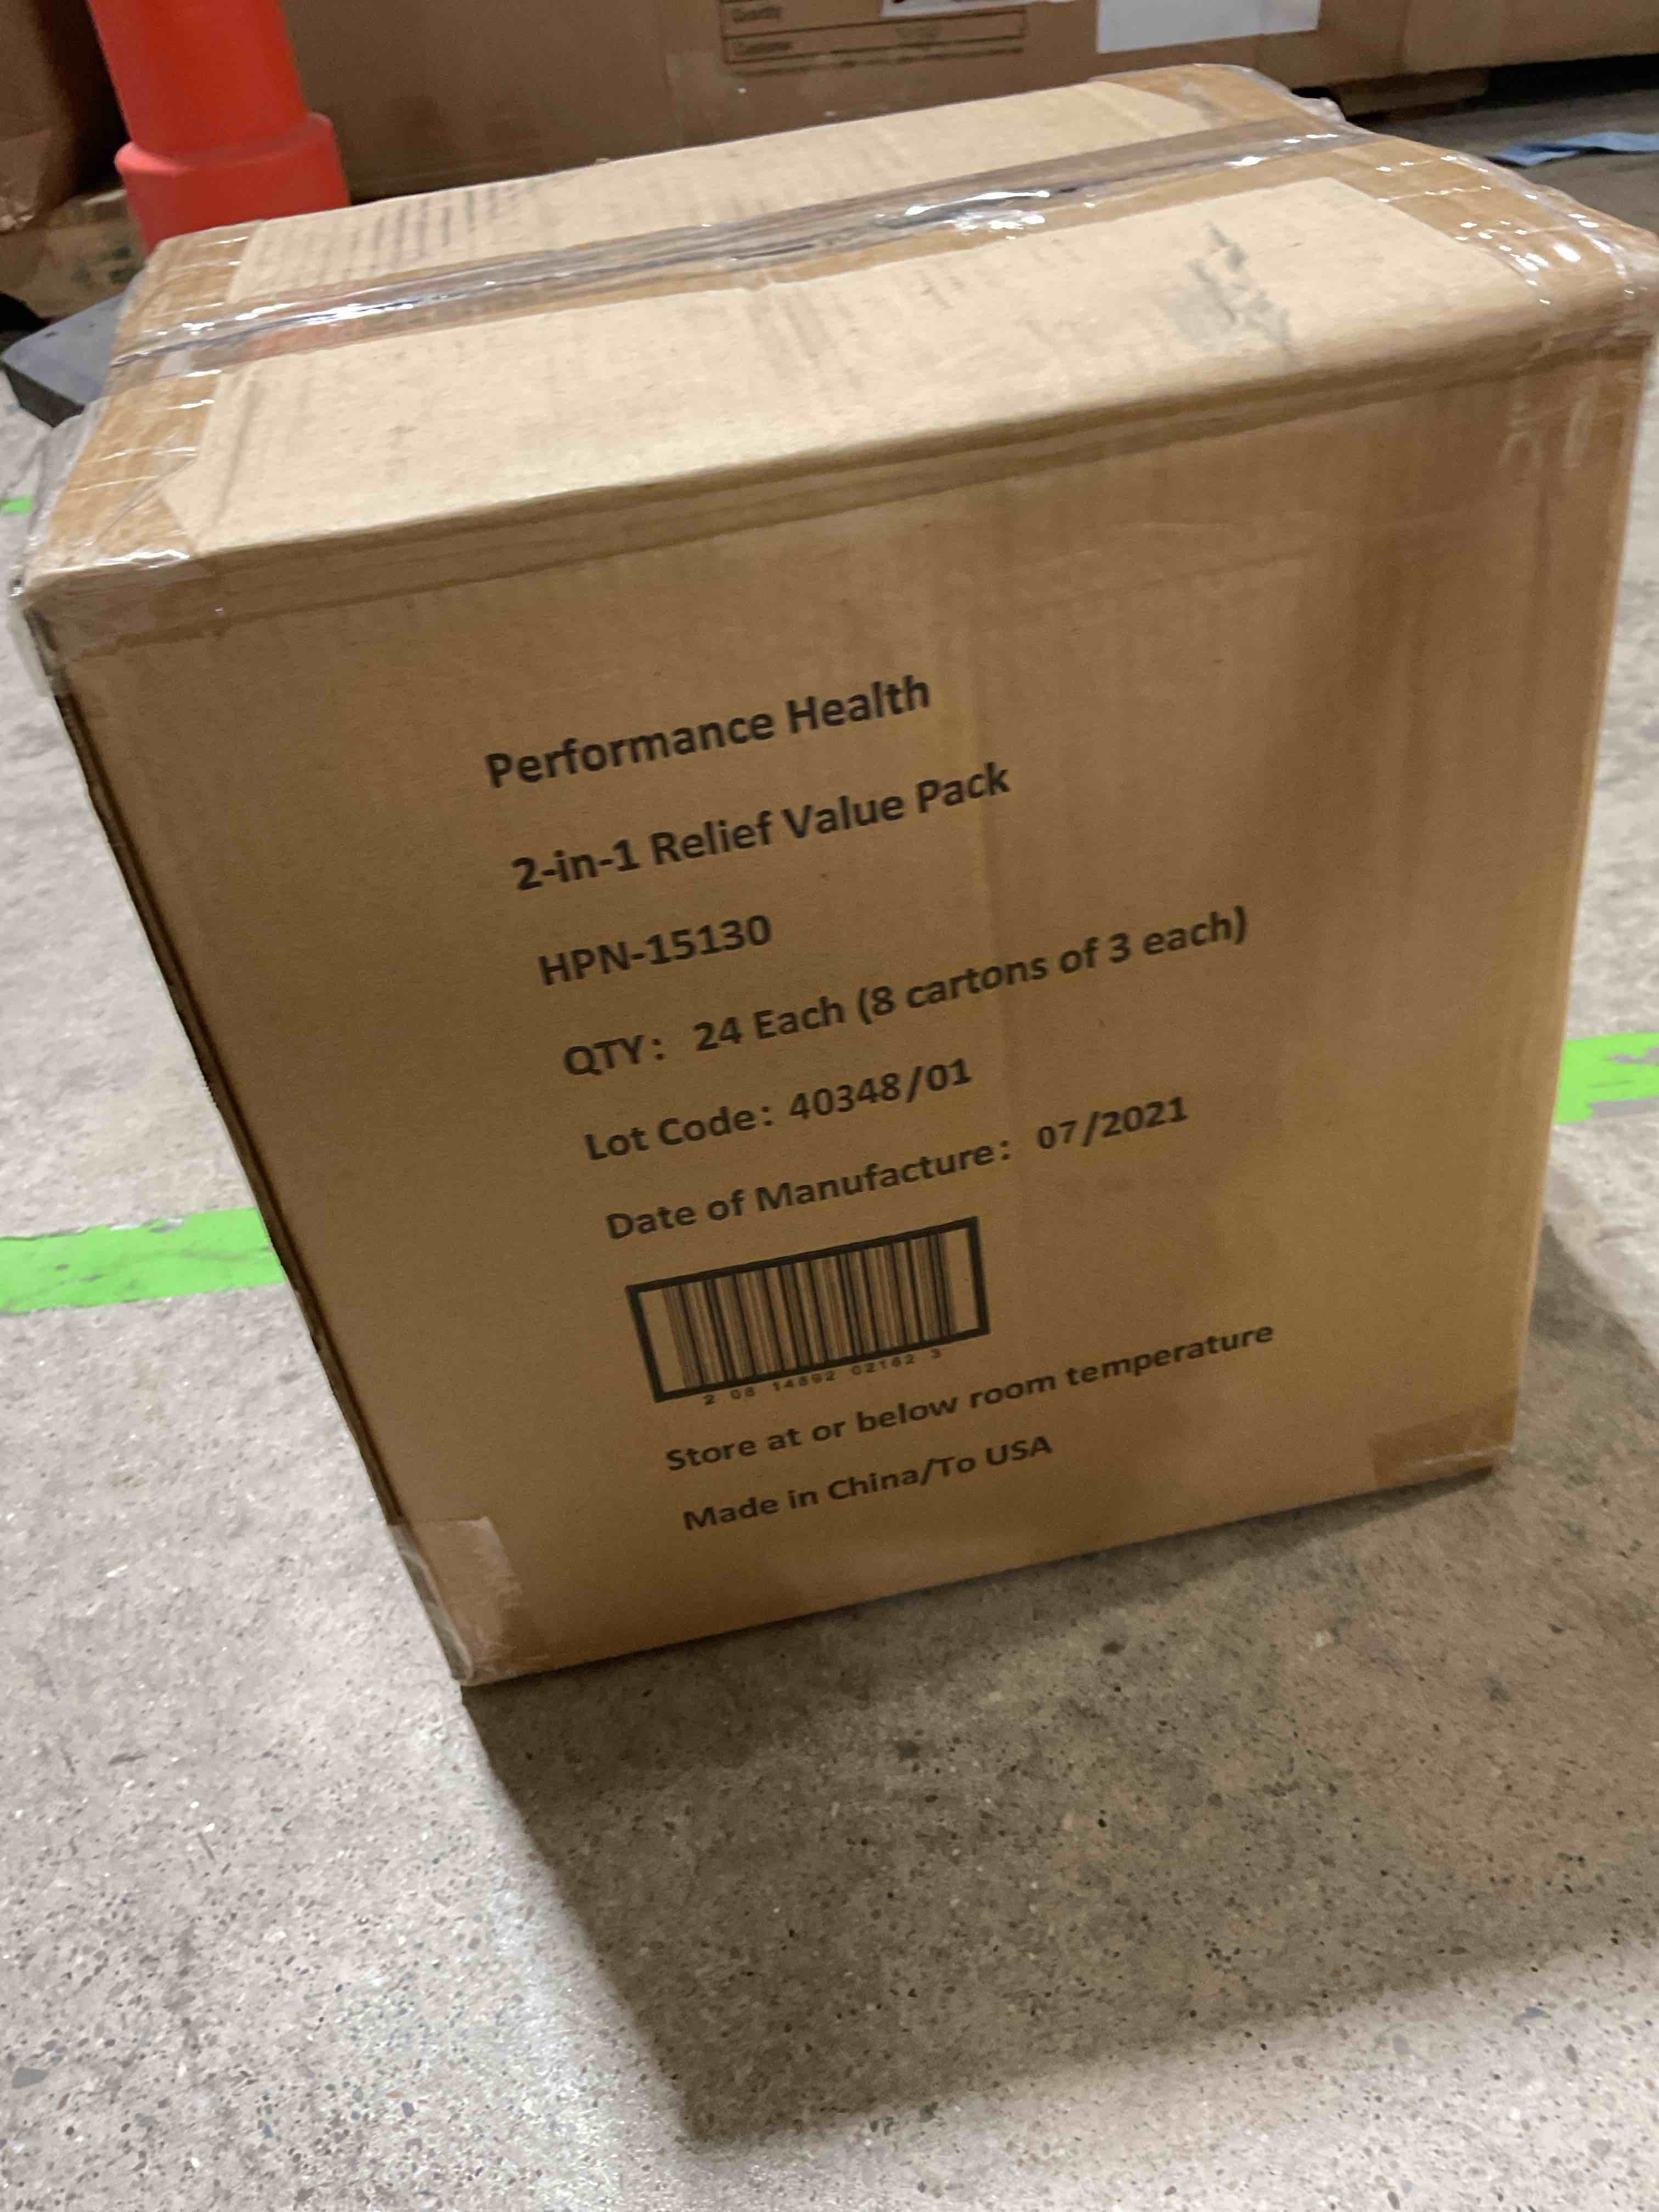 Quantity
Customer
Performance Health
2-in-1 Relief Value Pack
HPN-15130
QTY: 24 Each (8 cartons of 3 each)
Lot Code: 40348/01
Date of Manufacture: 07/2021
2 08 14892 02162 3
Store at or below room temperature
Made in China/To USA